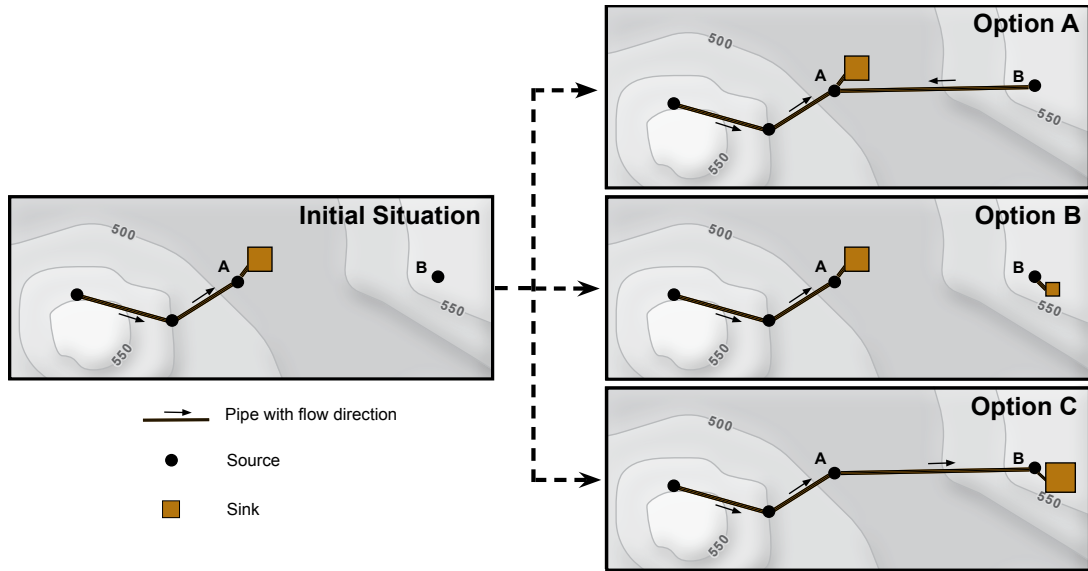 Option A
500
A
B
550
550
Initial Situation
500
A
B
550
550
Option B
500
A
B
550
550
Option C
500
A
B
550
550
Pipe with flow direction
Source
Sink